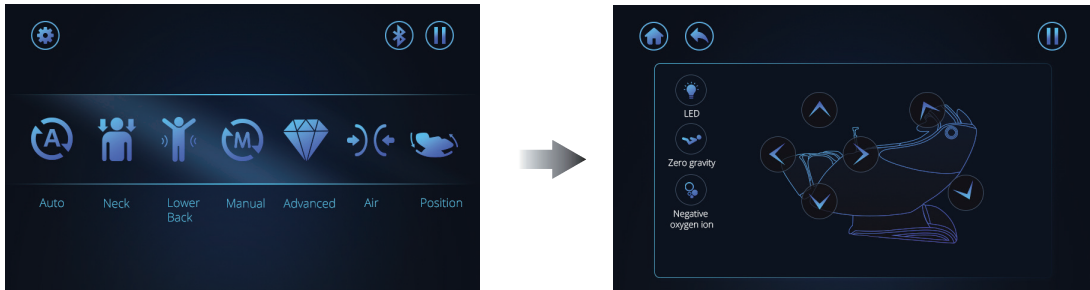 A
M
Auto
Neck
Lower
Back
Manual
Advanced
Air
Position
LED
Zero gravity
Negative
oxygen ion